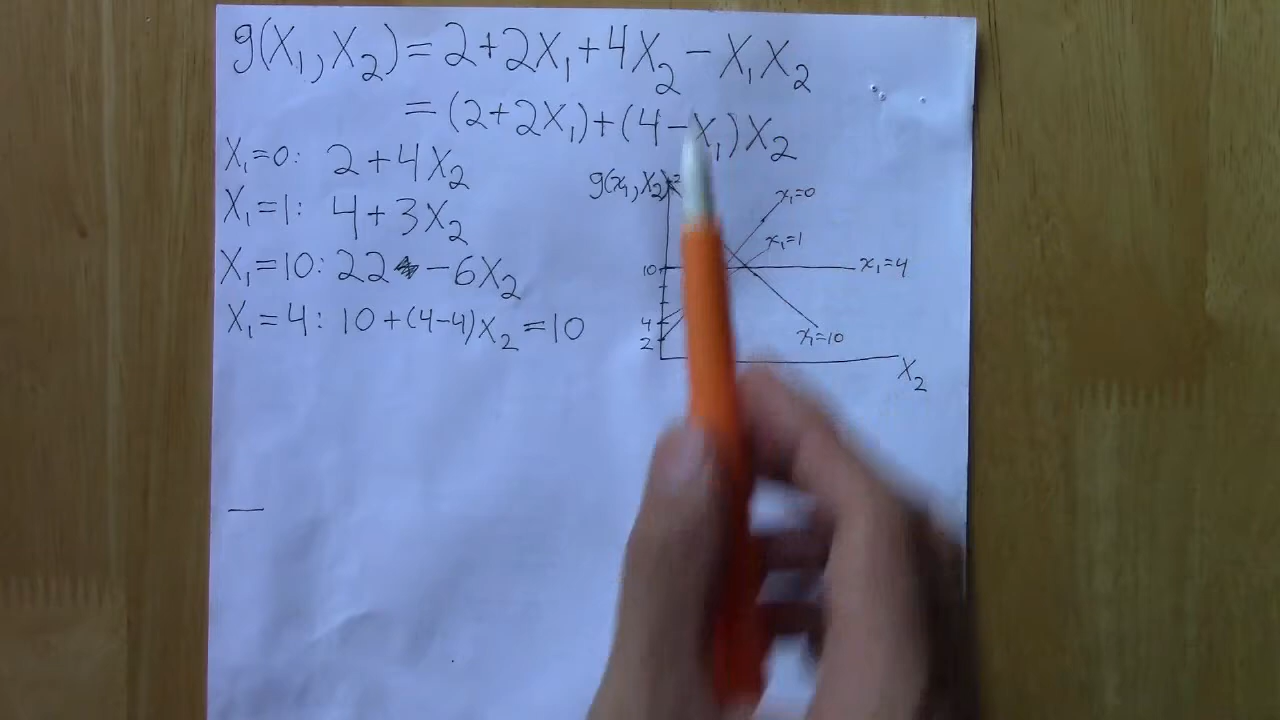 g(X₁, X₂) = 2 + 2X₁ + 4X₂ − X₁X₂
= (2 + 2X₁) + (4 − X₁)X₂
X₁ = 0: 2 + 4X₂
X₁ = 1: 4 + 3X₂
X₁ = 10: 22 − 6X₂
X₁ = 4: 10 + (4−4)X₂ = 10
g(x₁, X₂)
x₁=0
x₁=1
10
x₁=4
4
x₁=10
2
X₂